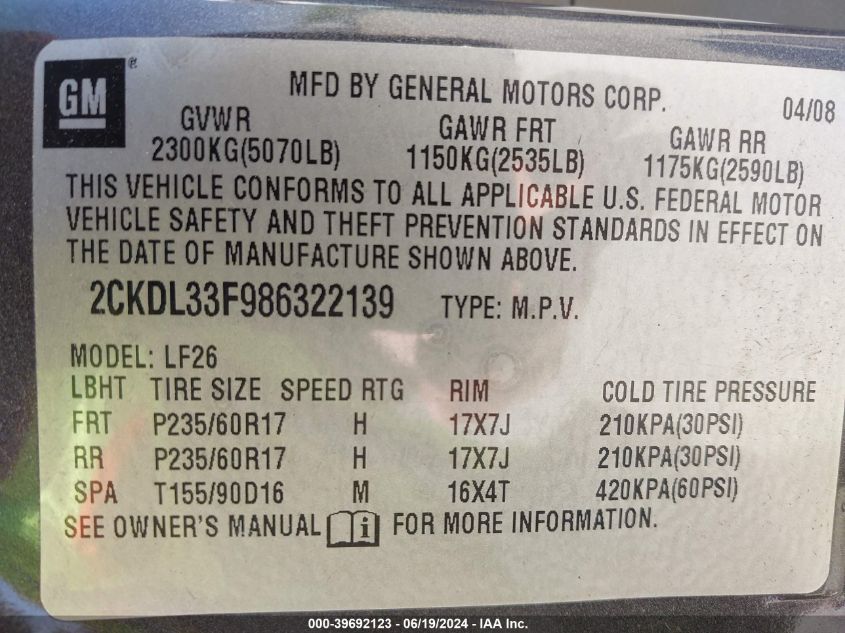 GM ®
MFD BY GENERAL MOTORS CORP. 04/08
GVWR GAWR FRT GAWR RR
2300KG(5070LB) 1150KG(2535LB) 1175KG(2590LB)
THIS VEHICLE CONFORMS TO ALL APPLICABLE U.S. FEDERAL MOTOR
VEHICLE SAFETY AND THEFT PREVENTION STANDARDS IN EFFECT ON
THE DATE OF MANUFACTURE SHOWN ABOVE.
2CKDL33F986322139 TYPE: M.P.V.
MODEL: LF26
LBHT TIRE SIZE SPEED RTG RIM COLD TIRE PRESSURE
FRT P235/60R17 H 17X7J 210KPA(30PSI)
RR P235/60R17 H 17X7J 210KPA(30PSI)
SPA T155/90D16 M 16X4T 420KPA(60PSI)
SEE OWNER'S MANUAL i FOR MORE INFORMATION.
000-39692123 - 06/19/2024 - IAA Inc.